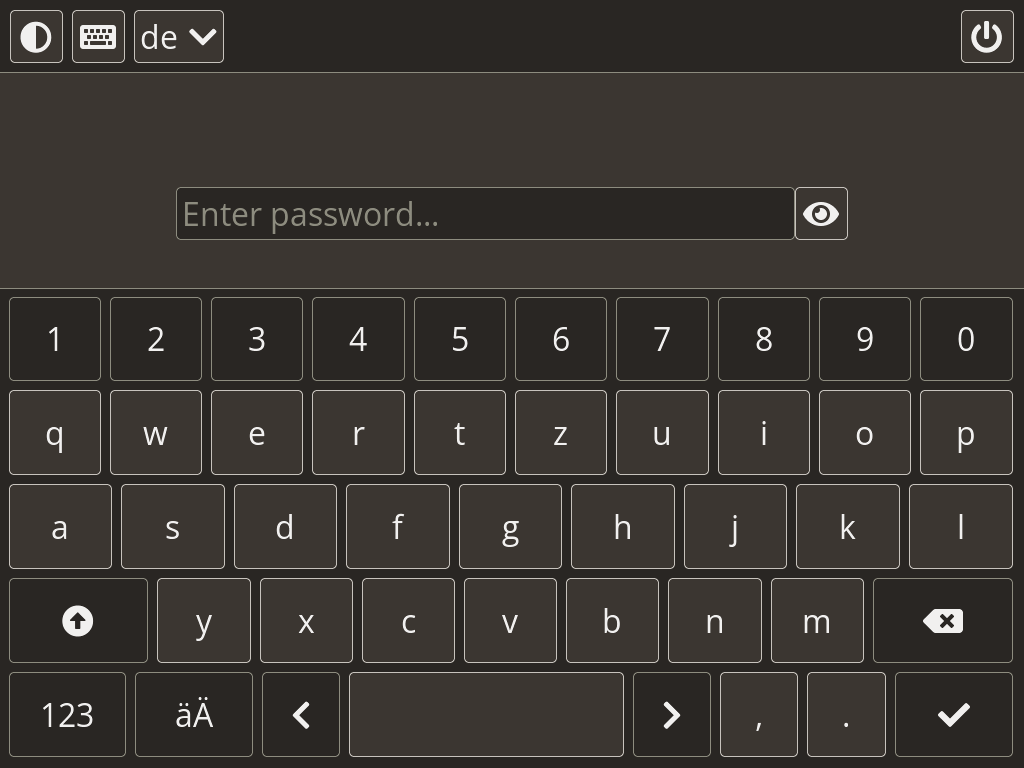 de
Enter password...
1 2 3 4 5 6 7 8 9 0
q w e r t z u i o p
a s d f g h j k l
y x c v b n m
123 äÄ , .